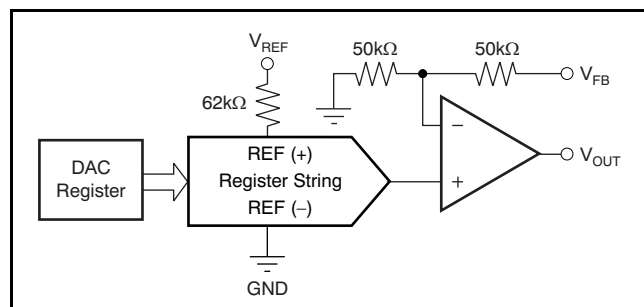 50kΩ
50kΩ
V_REF
V_FB
62kΩ
REF (+)
DAC
Register
Register String
REF (−)
−
+
V_OUT
GND